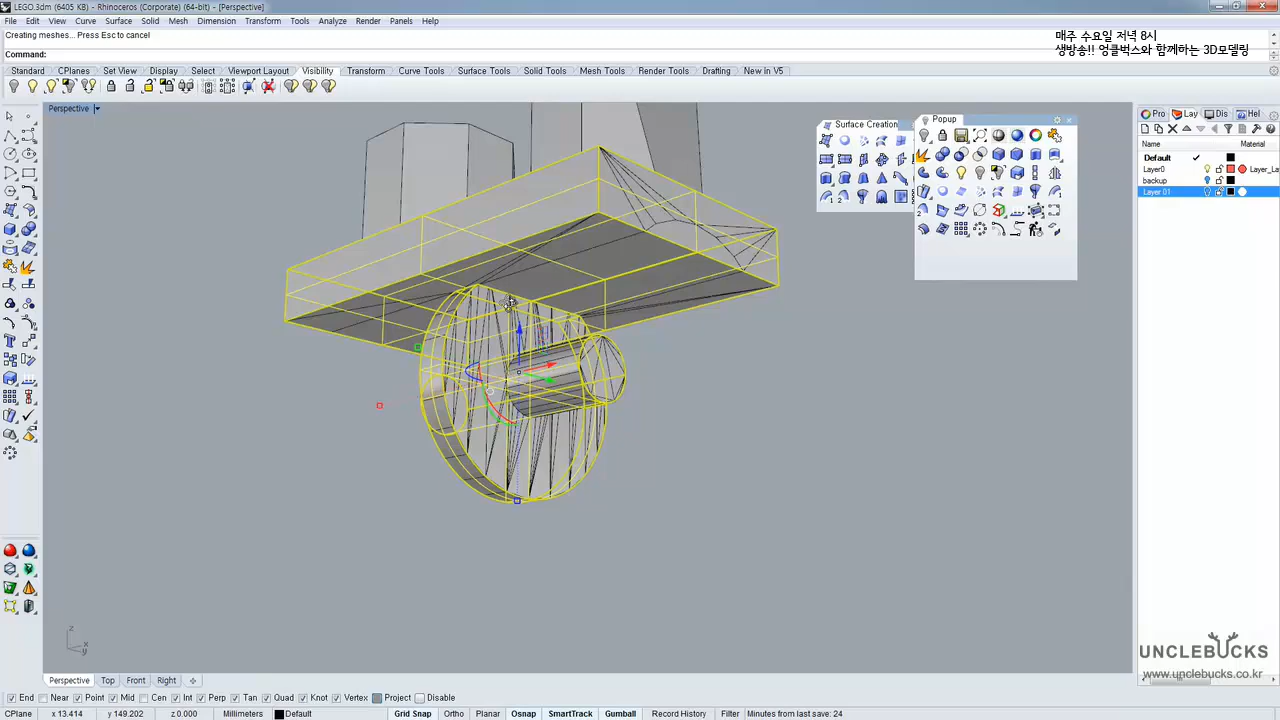 LEGO.3dm (6405 KB) - Rhinoceros (Corporate) (64-bit) - [Perspective]
File Edit View Curve Surface Solid Mesh Dimension Transform Tools Analyze Render Panels Help
매주 수요일 저녁 8시
생방송!! 엉클벅스와 함께하는 3D모델링
Creating meshes... Press Esc to cancel
Command:
Standard CPlanes Set View Display Select Viewport Layout Visibility Transform Curve Tools Surface Tools Solid Tools Mesh Tools Render Tools Drafting New in V5
Perspective
Surface Creation
Popup
Pro Lay Dis Hel
Name Material
Default
Layer0 Layer_La
backup
Layer 01
z
x
y
UNCLEBUCKS
www.unclebucks.co.kr
Perspective Top Front Right
End Near Point Mid Cen Int Perp Tan Quad Knot Vertex Project Disable
CPlane x 13.414 y 149.202 z 0.000 Millimeters Default Grid Snap Ortho Planar Osnap SmartTrack Gumball Record History Filter Minutes from last save: 24